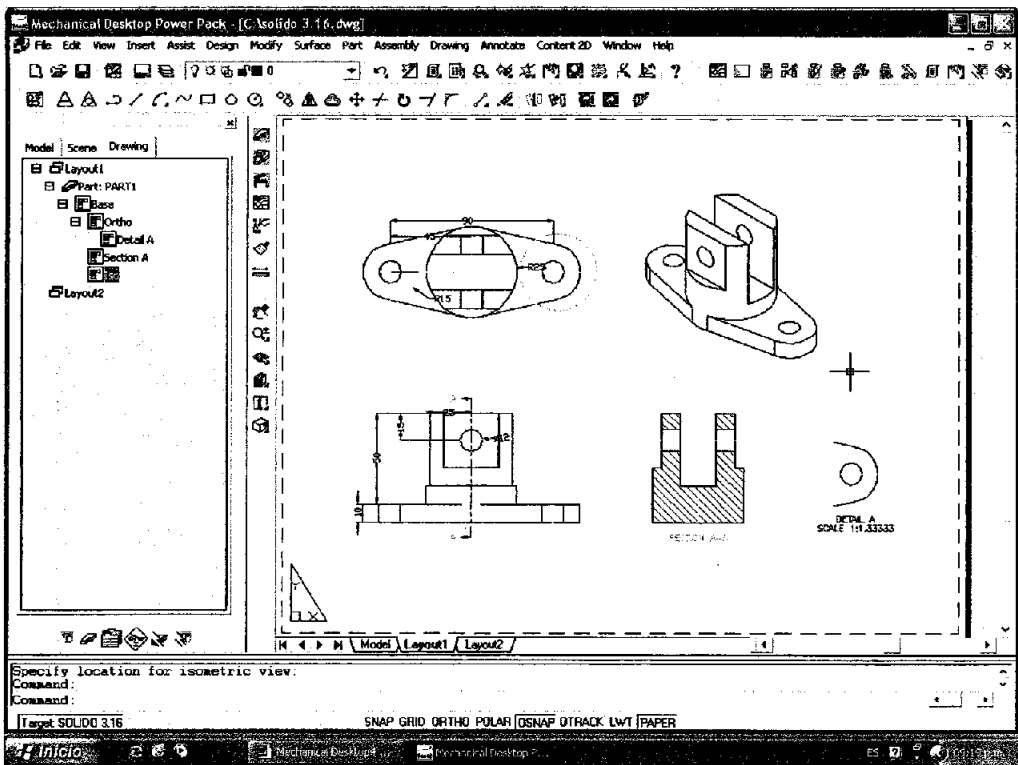 Mechanical Desktop Power Pack - [C:\solido 3.16.dwg]
File Edit View Insert Assist Design Modify Surface Part Assembly Drawing Annotate Content 2D Window Help
0
Model Scene Drawing
Layout1
Part: PART1
Base
Ortho
Detail A
Section A
Layout2
90
45
R25
R15
25
15
50
10
DETAIL A
SCALE 1:1.33333
SECTION A-A
Y
X
Model Layout1 Layout2
Specify location for isometric view:
Command:
Command:
Target SOLIDO 3.16
SNAP GRID ORTHO POLAR OSNAP OTRACK LWT PAPER
Inicio
Mechanical Desktop4 ...
Mechanical Desktop P...
ES